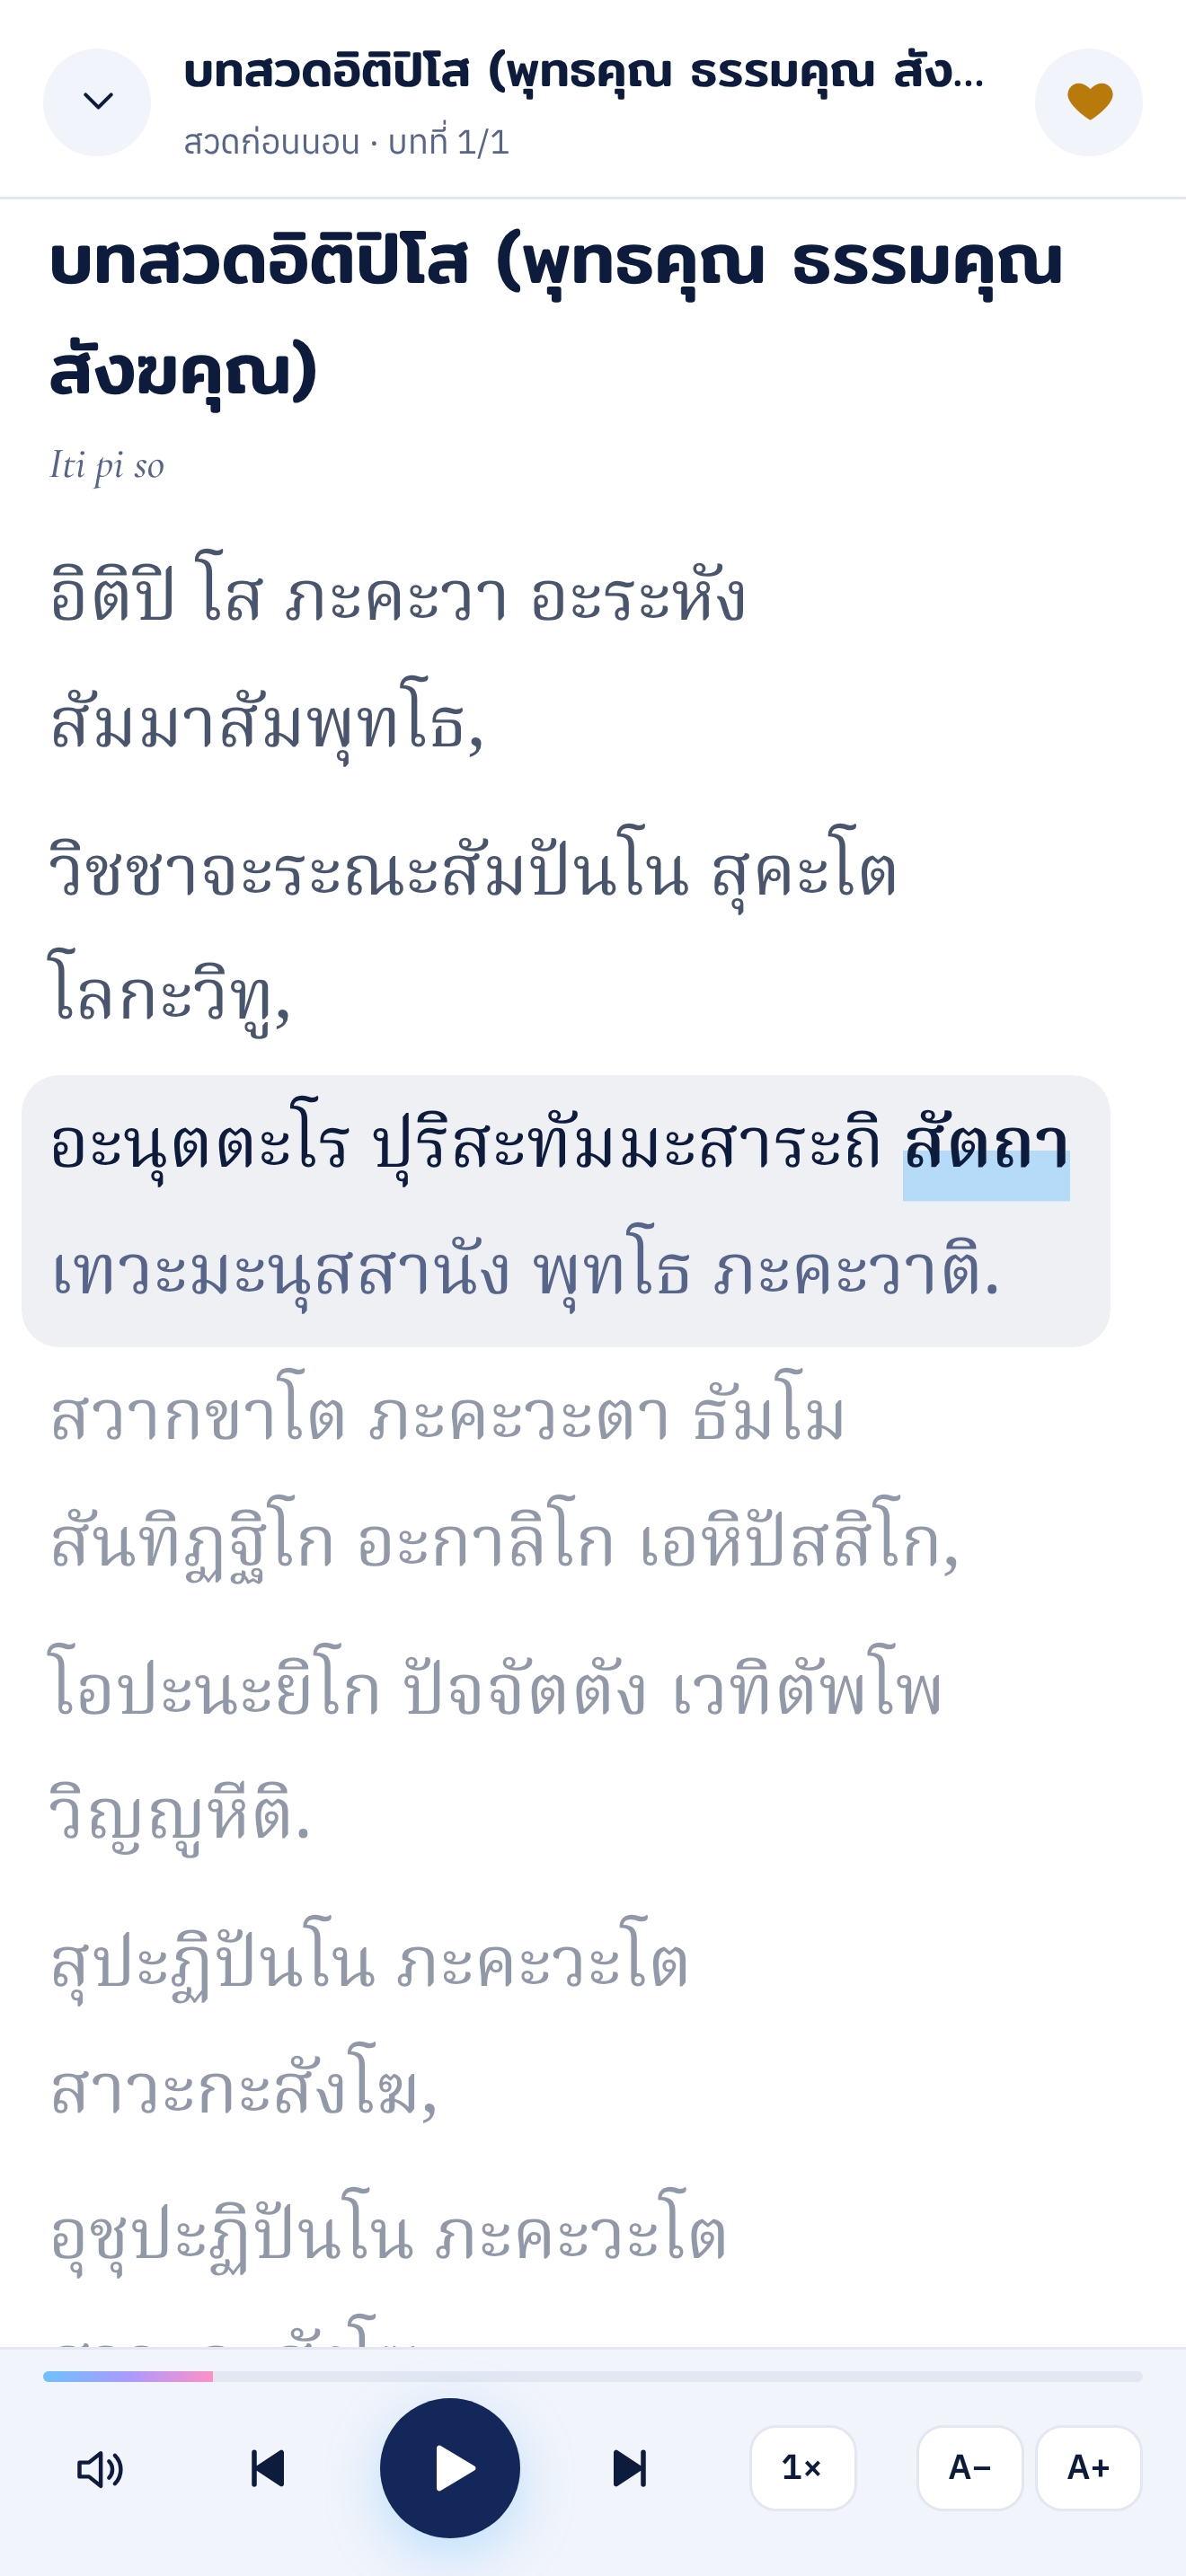 บทสวดอิติปิโส (พุทธคุณ ธรรมคุณ สัง...
สวดก่อนนอน · บทที่ 1/1
บทสวดอิติปิโส (พุทธคุณ ธรรมคุณ
สังฆคุณ)
Iti pi so
อิติปิ โส ภะคะวา อะระหัง
สัมมาสัมพุทโธ,
วิชชาจะระณะสัมปันโน สุคะโต
โลกะวิทู,
อะนุตตะโร ปุริสะทัมมะสาระถิ สัตถา
เทวะมะนุสสานัง พุทโธ ภะคะวาติ.
สวากขาโต ภะคะวะตา ธัมโม
สันทิฏฐิโก อะกาลิโก เอหิปัสสิโก,
โอปะนะยิโก ปัจจัตตัง เวทิตัพโพ
วิญญูหีติ.
สุปะฏิปันโน ภะคะวะโต
สาวะกะสังโฆ,
อุชุปะฏิปันโน ภะคะวะโต
1×
A−
A+